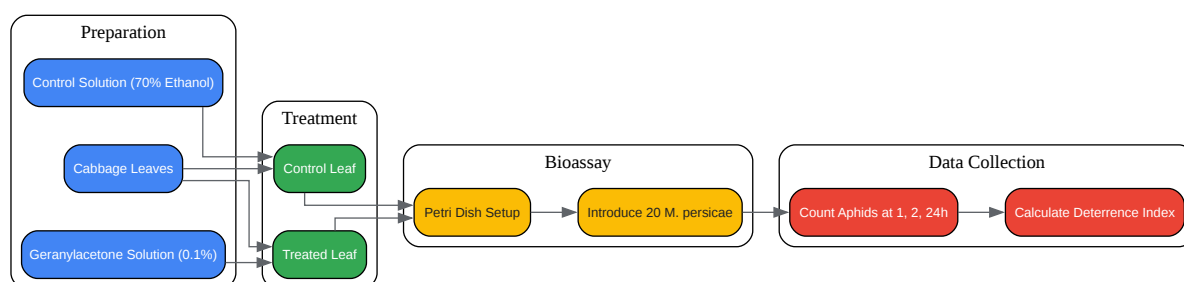 Preparation
Control Solution (70% Ethanol)
Cabbage Leaves
Geranylacetone Solution (0.1%)
Treatment
Control Leaf
Treated Leaf
Bioassay
Petri Dish Setup
Introduce 20 M. persicae
Data Collection
Count Aphids at 1, 2, 24h
Calculate Deterrence Index